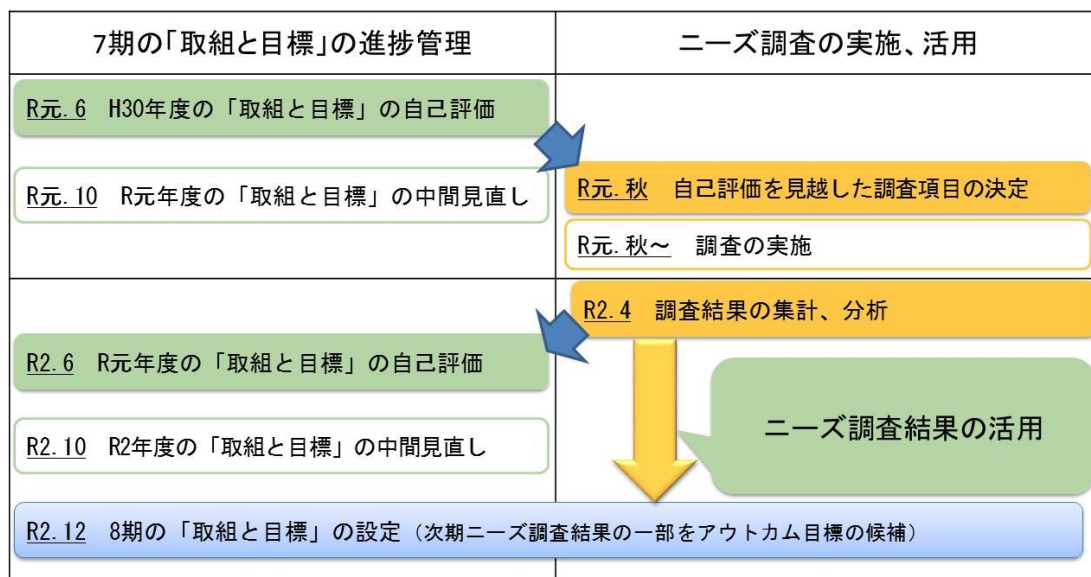 7期の「取組と目標」の進捗管理
ニーズ調査の実施、活用
R元.6 H30年度の「取組と目標」の自己評価
R元.10 R元年度の「取組と目標」の中間見直し
R元.秋 自己評価を見越した調査項目の決定
R元.秋～ 調査の実施
R2.4 調査結果の集計、分析
R2.6 R元年度の「取組と目標」の自己評価
ニーズ調査結果の活用
R2.10 R2年度の「取組と目標」の中間見直し
R2.12 8期の「取組と目標」の設定（次期ニーズ調査結果の一部をアウトカム目標の候補）